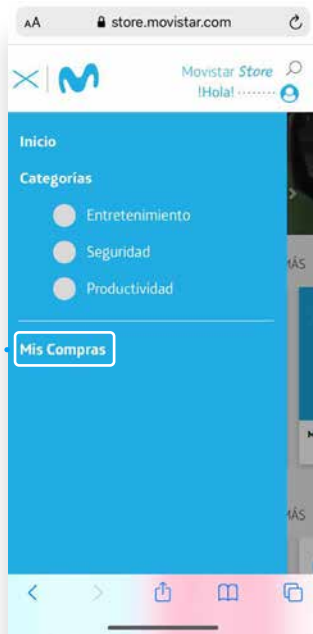 AA store.movistar.com
Movistar Store
!Hola! ········
Inicio
Categorías
Entretenimiento
Seguridad
Productividad
MÁS
Mis Compras
M
MÁS